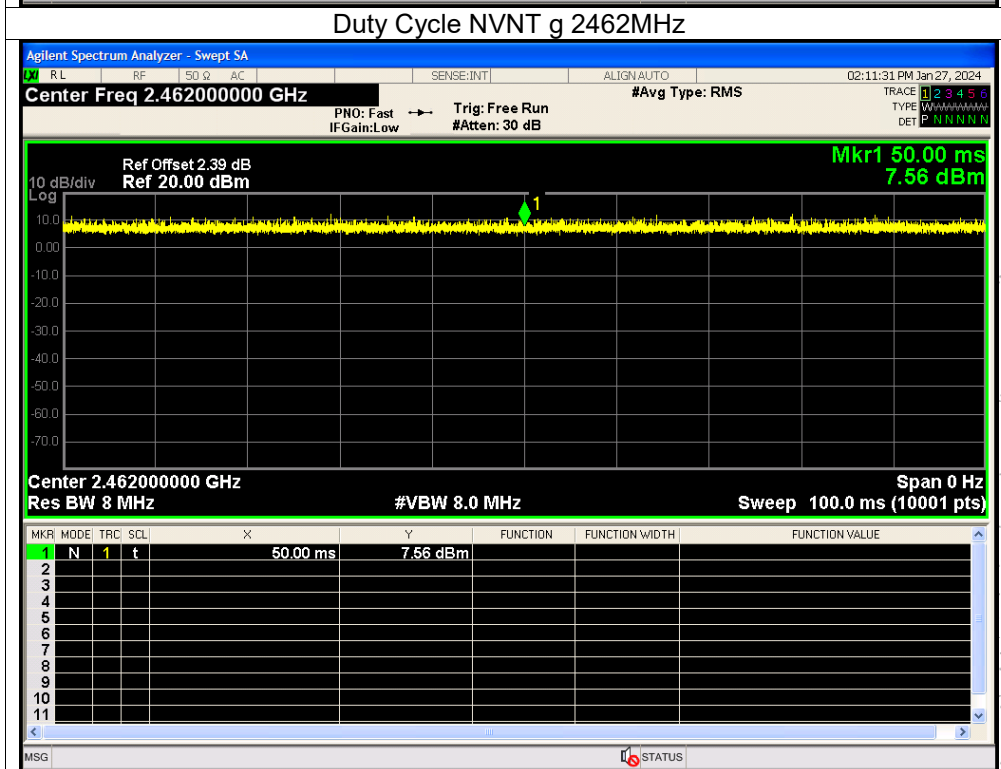 Duty Cycle NVNT g 2462MHz
Agilent Spectrum Analyzer - Swept SA
LXI RL RF 50 Ω AC SENSE:INT ALIGN AUTO 02:11:31 PM Jan 27, 2024
Center Freq 2.462000000 GHz #Avg Type: RMS TRACE 1 2 3 4 5 6
PNO: Fast Trig: Free Run TYPE WWWWWW
IFGain:Low #Atten: 30 dB DET P N N N N N
Mkr1 50.00 ms
Ref Offset 2.39 dB 7.56 dBm
10 dB/div Ref 20.00 dBm
Log
1
10.0
0.00
-10.0
-20.0
-30.0
-40.0
-50.0
-60.0
-70.0
Center 2.462000000 GHz Span 0 Hz
Res BW 8 MHz #VBW 8.0 MHz Sweep 100.0 ms (10001 pts)
MKR MODE TRC SCL X Y FUNCTION FUNCTION WIDTH FUNCTION VALUE
1 N 1 t 50.00 ms 7.56 dBm
2
3
4
5
6
7
8
9
10
11
MSG STATUS